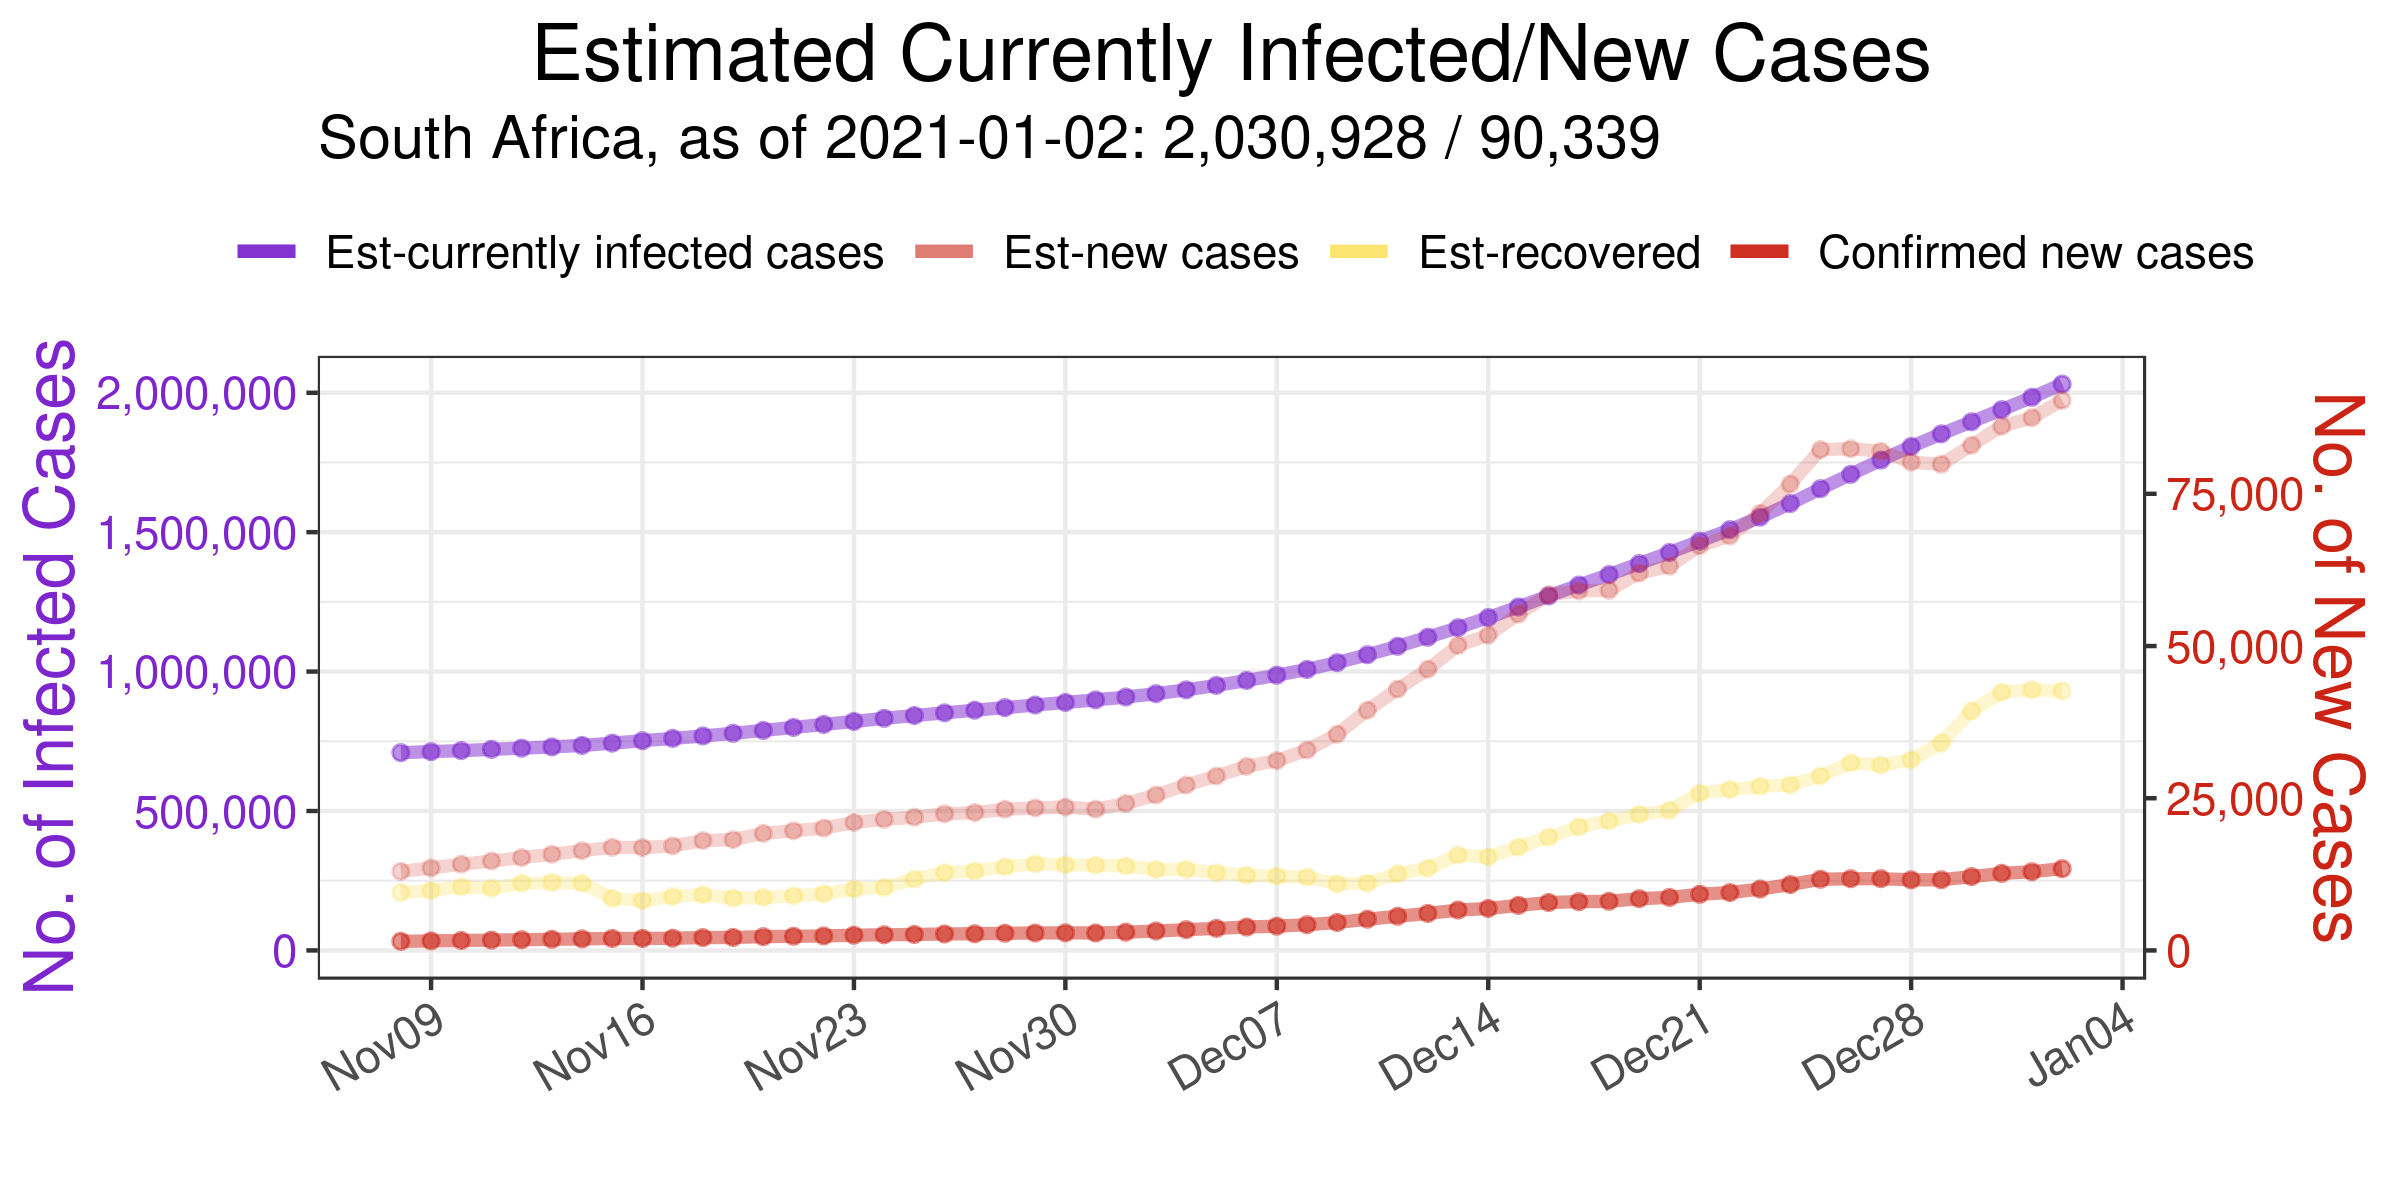 Estimated Currently Infected/New Cases
South Africa, as of 2021-01-02: 2,030,928 / 90,339
Est-currently infected cases Est-new cases Est-recovered Confirmed new cases
No. of Infected Cases
2,000,000
1,500,000
1,000,000
500,000
0
75,000
50,000
25,000
0
No. of New Cases
Nov09 Nov16 Nov23 Nov30 Dec07 Dec14 Dec21 Dec28 Jan04